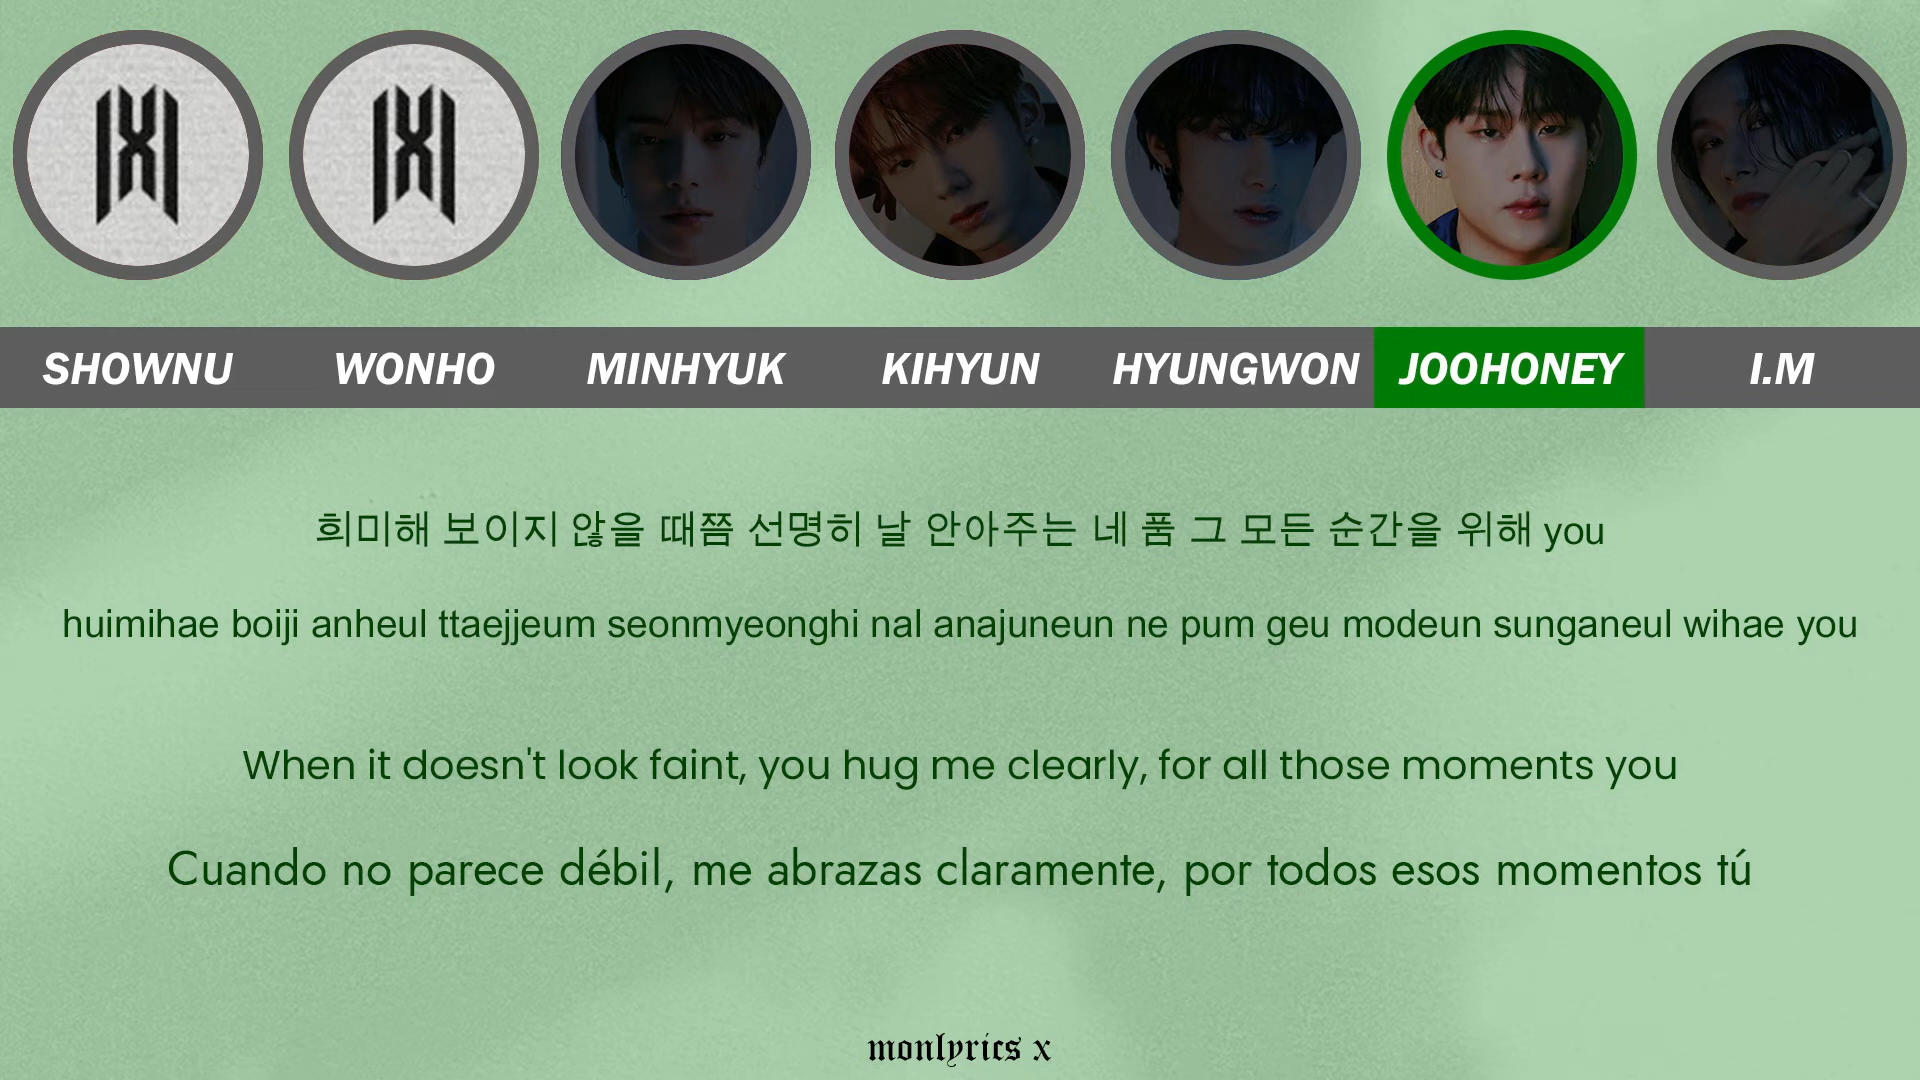 SHOWNU WONHO MINHYUK KIHYUN HYUNGWON JOOHONEY I.M
희미해 보이지 않을 때쯤 선명히 날 안아주는 네 품 그 모든 순간을 위해 you
huimihae boiji anheul ttaejjeum seonmyeonghi nal anajuneun ne pum geu modeun sunganeul wihae you
When it doesn't look faint, you hug me clearly, for all those moments you
Cuando no parece débil, me abrazas claramente, por todos esos momentos tú
monlyrics x